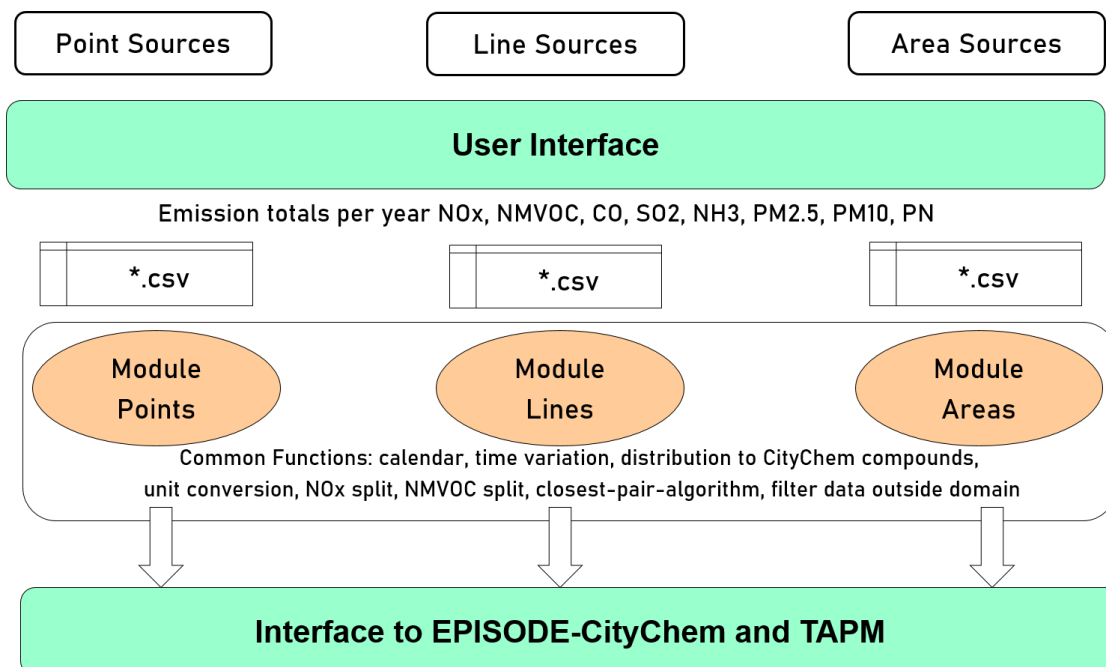 Point Sources
Line Sources
Area Sources
User Interface
Emission totals per year NOx, NMVOC, CO, SO2, NH3, PM2.5, PM10, PN
*.csv
*.csv
*.csv
Module
Points
Module
Lines
Module
Areas
Common Functions: calendar, time variation, distribution to CityChem compounds,
unit conversion, NOx split, NMVOC split, closest-pair-algorithm, filter data outside domain
Interface to EPISODE-CityChem and TAPM